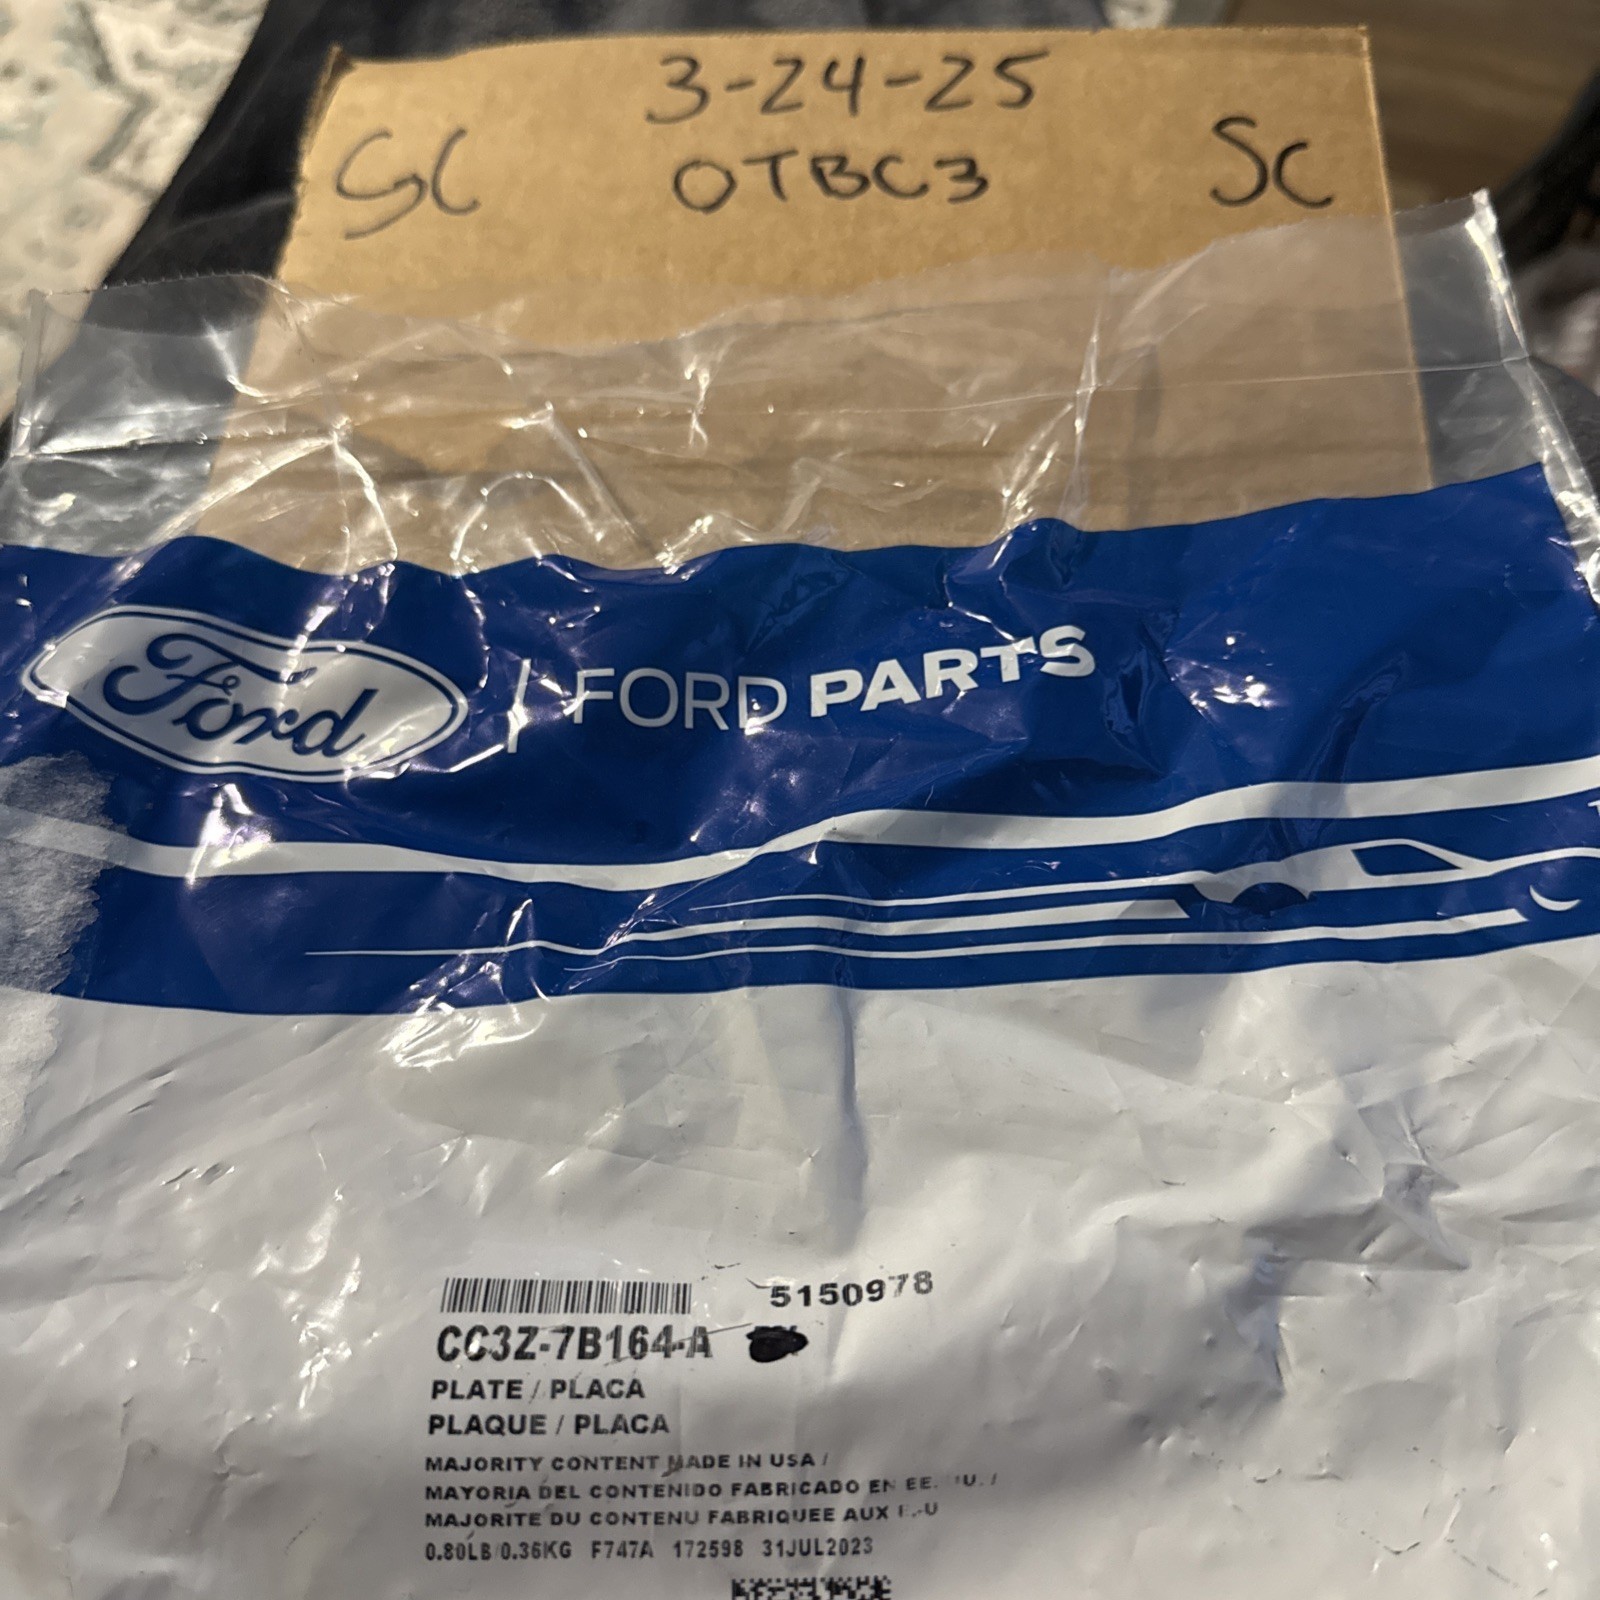 3-24-25
SC OTBC3 SC
Ford | FORD PARTS
5150978
CC3Z-7B164-A
PLATE / PLACA
PLAQUE / PLACA
MAJORITY CONTENT MADE IN USA /
MAYORIA DEL CONTENIDO FABRICADO EN EE. U. /
MAJORITE DU CONTENU FABRIQUEE AUX
0.80LB/0.36KG F747A 172598 31JUL2023